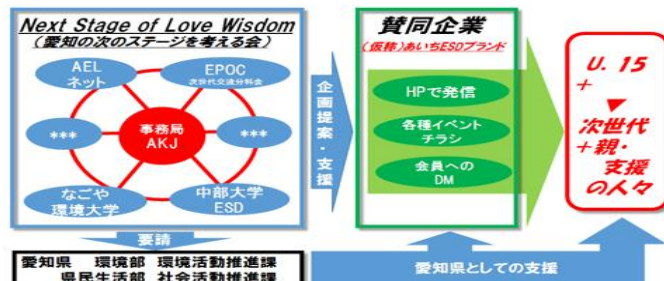 Next Stage of Love Wisdom
(愛知の次のステージを考える会)
AEL
ネット
EPOC
次世代交流分科会
***
事務局
AKJ
***
なごや
環境大学
中部大学
ESD
要請
愛知県 環境部 環境活動推進課
県民生活部 社会活動推進課
企画提案・支援
賛同企業
(仮称)あいちESDブランド
HPで発信
各種イベント
チラシ
会員への
DM
愛知県としての支援
U. 15
+
▼
次世代
+親・
支援
の人々